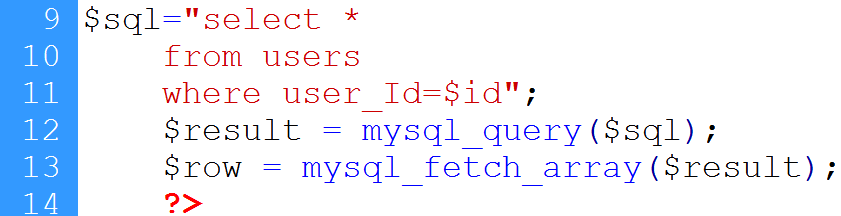 9 $sql="select *
10 from users
11 where user_Id=$id";
12 $result = mysql_query($sql);
13 $row = mysql_fetch_array($result);
14 ?>